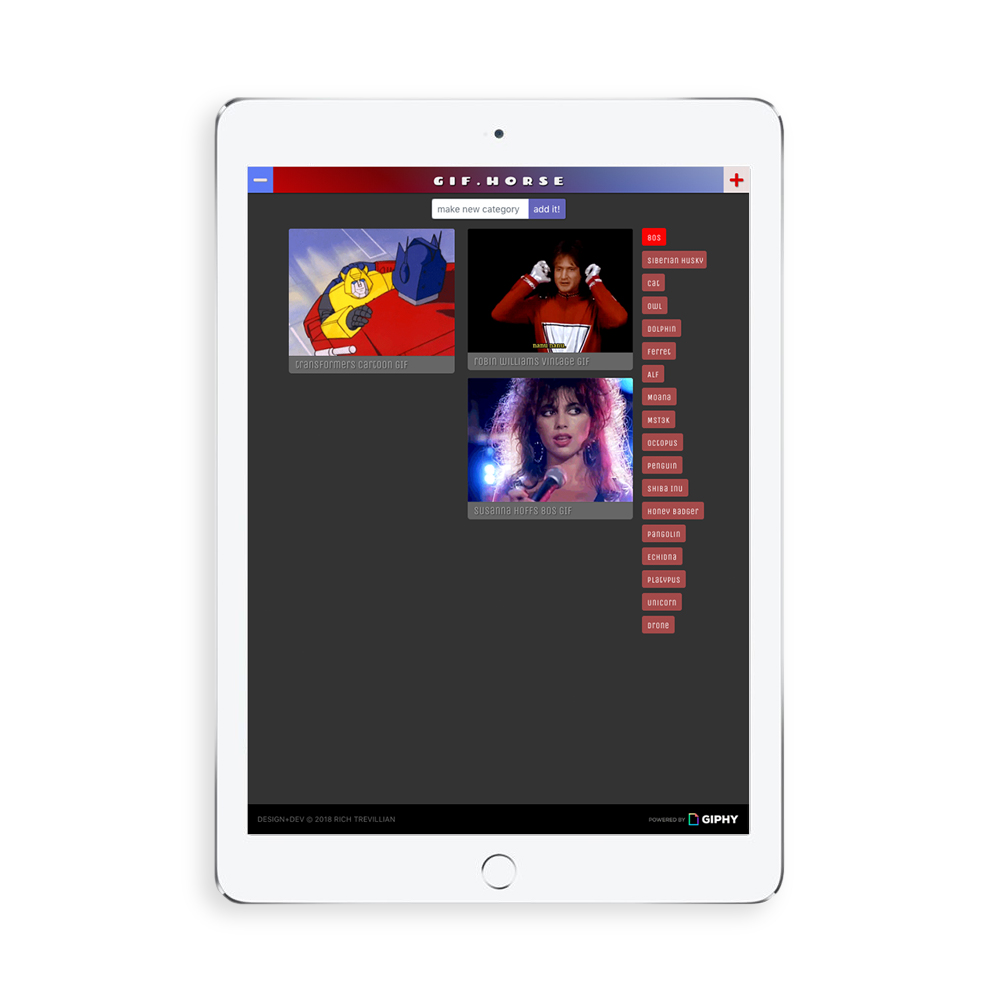 GIF.HORSE
make new category add it!
transformers cartoon GIF
nanu nanu.
robin williams vintage GIF
susanna hoffs 80s GIF
80s
siberian husky
cat
owl
dolphin
ferret
ALF
Moana
MST3K
octopus
penguin
shiba inu
honey badger
pangolin
echidna
platypus
unicorn
drone
DESIGN+DEV © 2018 RICH TREVILLIAN
POWERED BY GIPHY